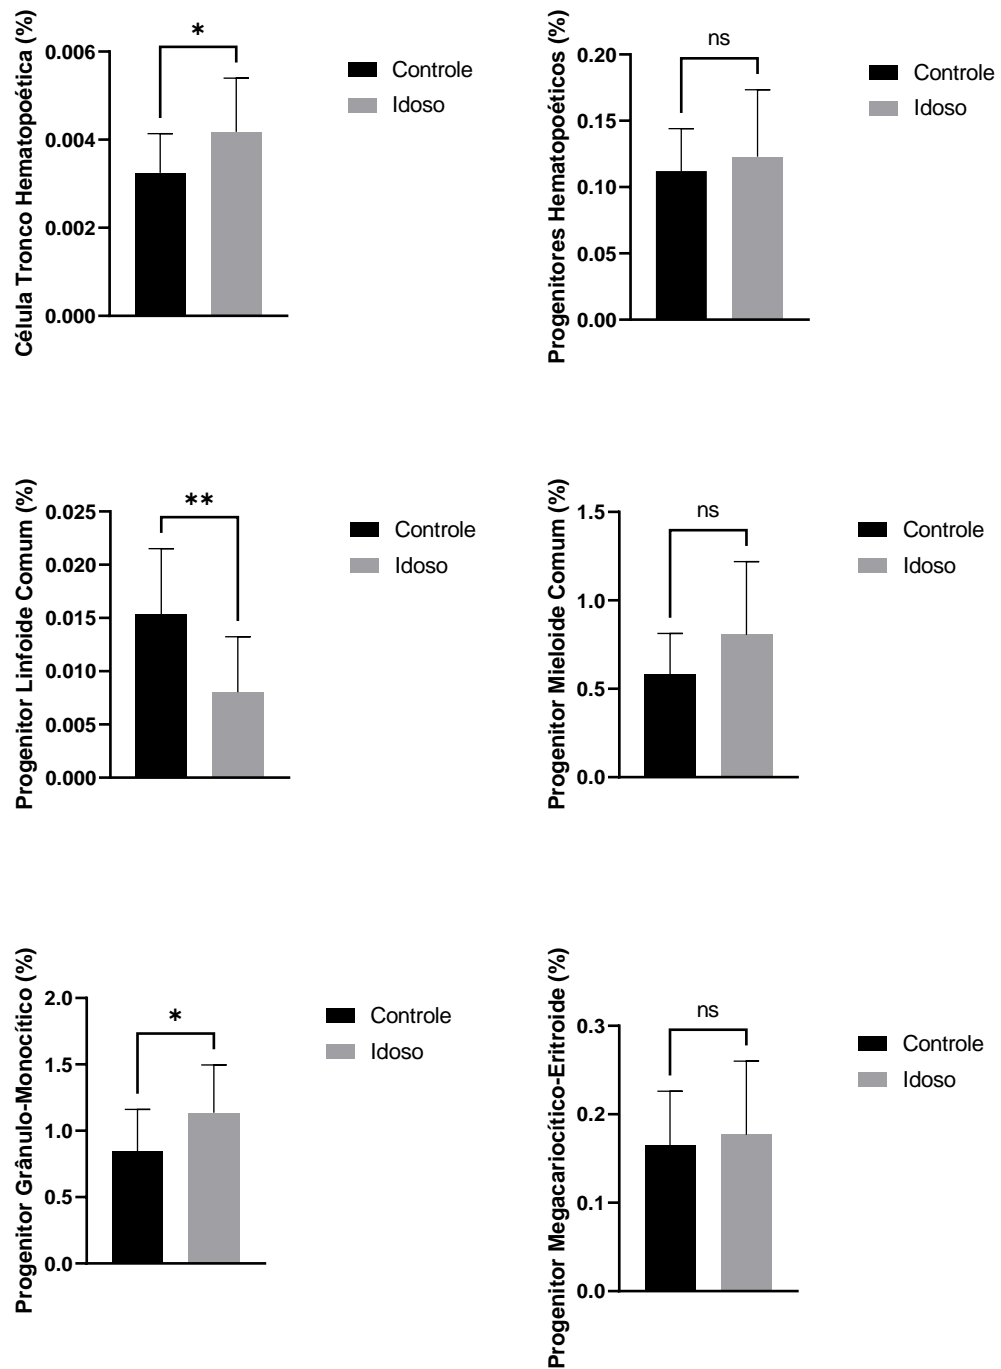 Célula Tronco Hematopoética (%)
0.006
0.004
0.002
0.000
*
Controle
Idoso
Progenitores Hematopoéticos (%)
0.20
0.15
0.10
0.05
0.00
ns
Controle
Idoso
Progenitor Linfoide Comum (%)
0.025
0.020
0.015
0.010
0.005
0.000
**
Controle
Idoso
Progenitor Mieloide Comum (%)
1.5
1.0
0.5
0.0
ns
Controle
Idoso
Progenitor Grânulo-Monocítico (%)
2.0
1.5
1.0
0.5
0.0
*
Controle
Idoso
Progenitor Megacariocítico-Eritroide (%)
0.3
0.2
0.1
0.0
ns
Controle
Idoso